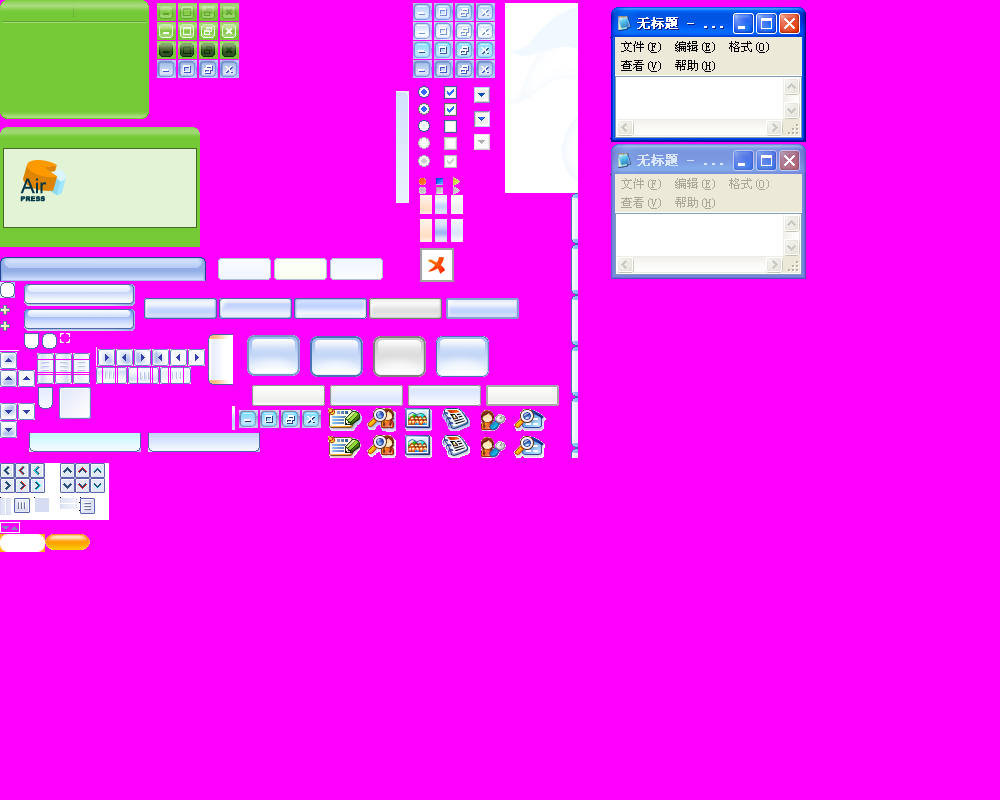 无标题 - ...
文件(F) 编辑(E) 格式(O)
查看(V) 帮助(H)
Air
PRESS
无标题 - ...
文件(F) 编辑(E) 格式(O)
查看(V) 帮助(H)